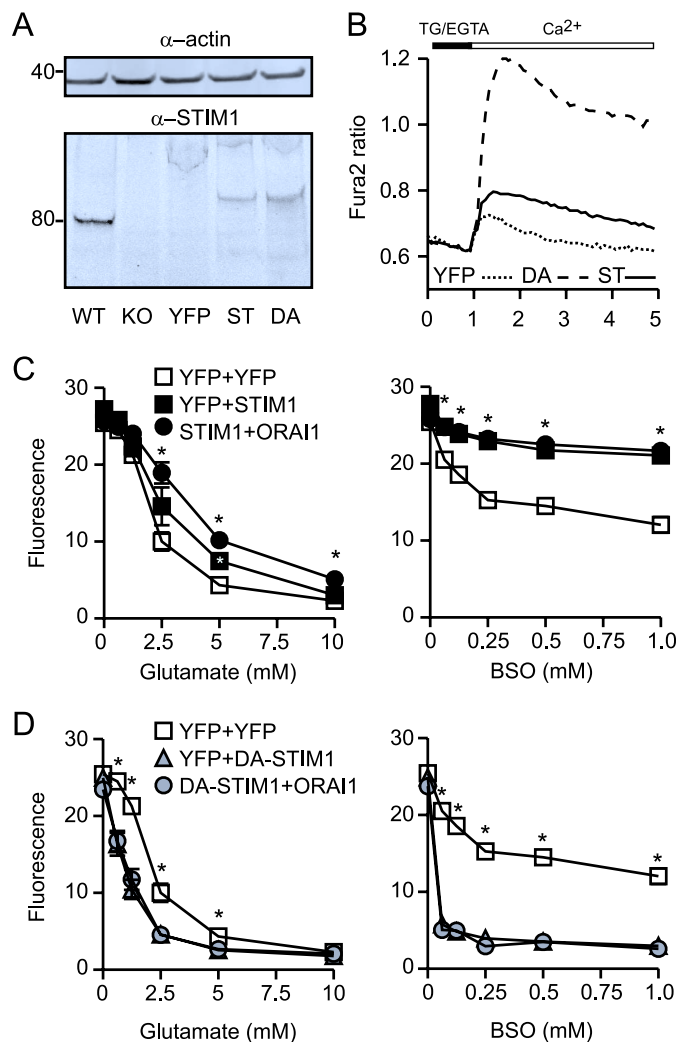 A
α–actin
40
α–STIM1
80
WT KO YFP ST DA
B
TG/EGTA Ca2+
1.2
1.0
0.8
0.6
Fura2 ratio
YFP DA ST
0 1 2 3 4 5
C
YFP+YFP
YFP+STIM1
STIM1+ORAI1
30
20
10
0
Fluorescence
* * *
*
0 2.5 5 7.5 10
Glutamate (mM)
30
20
10
0
* * * * *
0 0.25 0.5 0.75 1.0
BSO (mM)
D
YFP+YFP
YFP+DA-STIM1
DA-STIM1+ORAI1
30
20
10
0
Fluorescence
* * * *
0 2.5 5 7.5 10
Glutamate (mM)
30
20
10
0
* * * * *
0 0.25 0.5 0.75 1.0
BSO (mM)